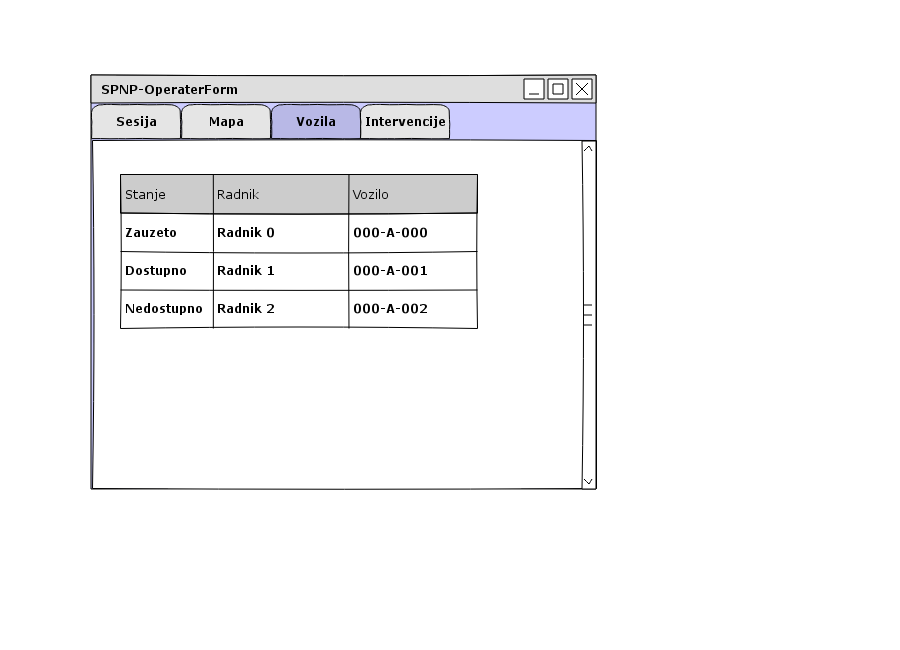 SPNP-OperaterForm
Sesija Mapa Vozila Intervencije
Stanje Radnik Vozilo
Zauzeto Radnik 0 000-A-000
Dostupno Radnik 1 000-A-001
Nedostupno Radnik 2 000-A-002